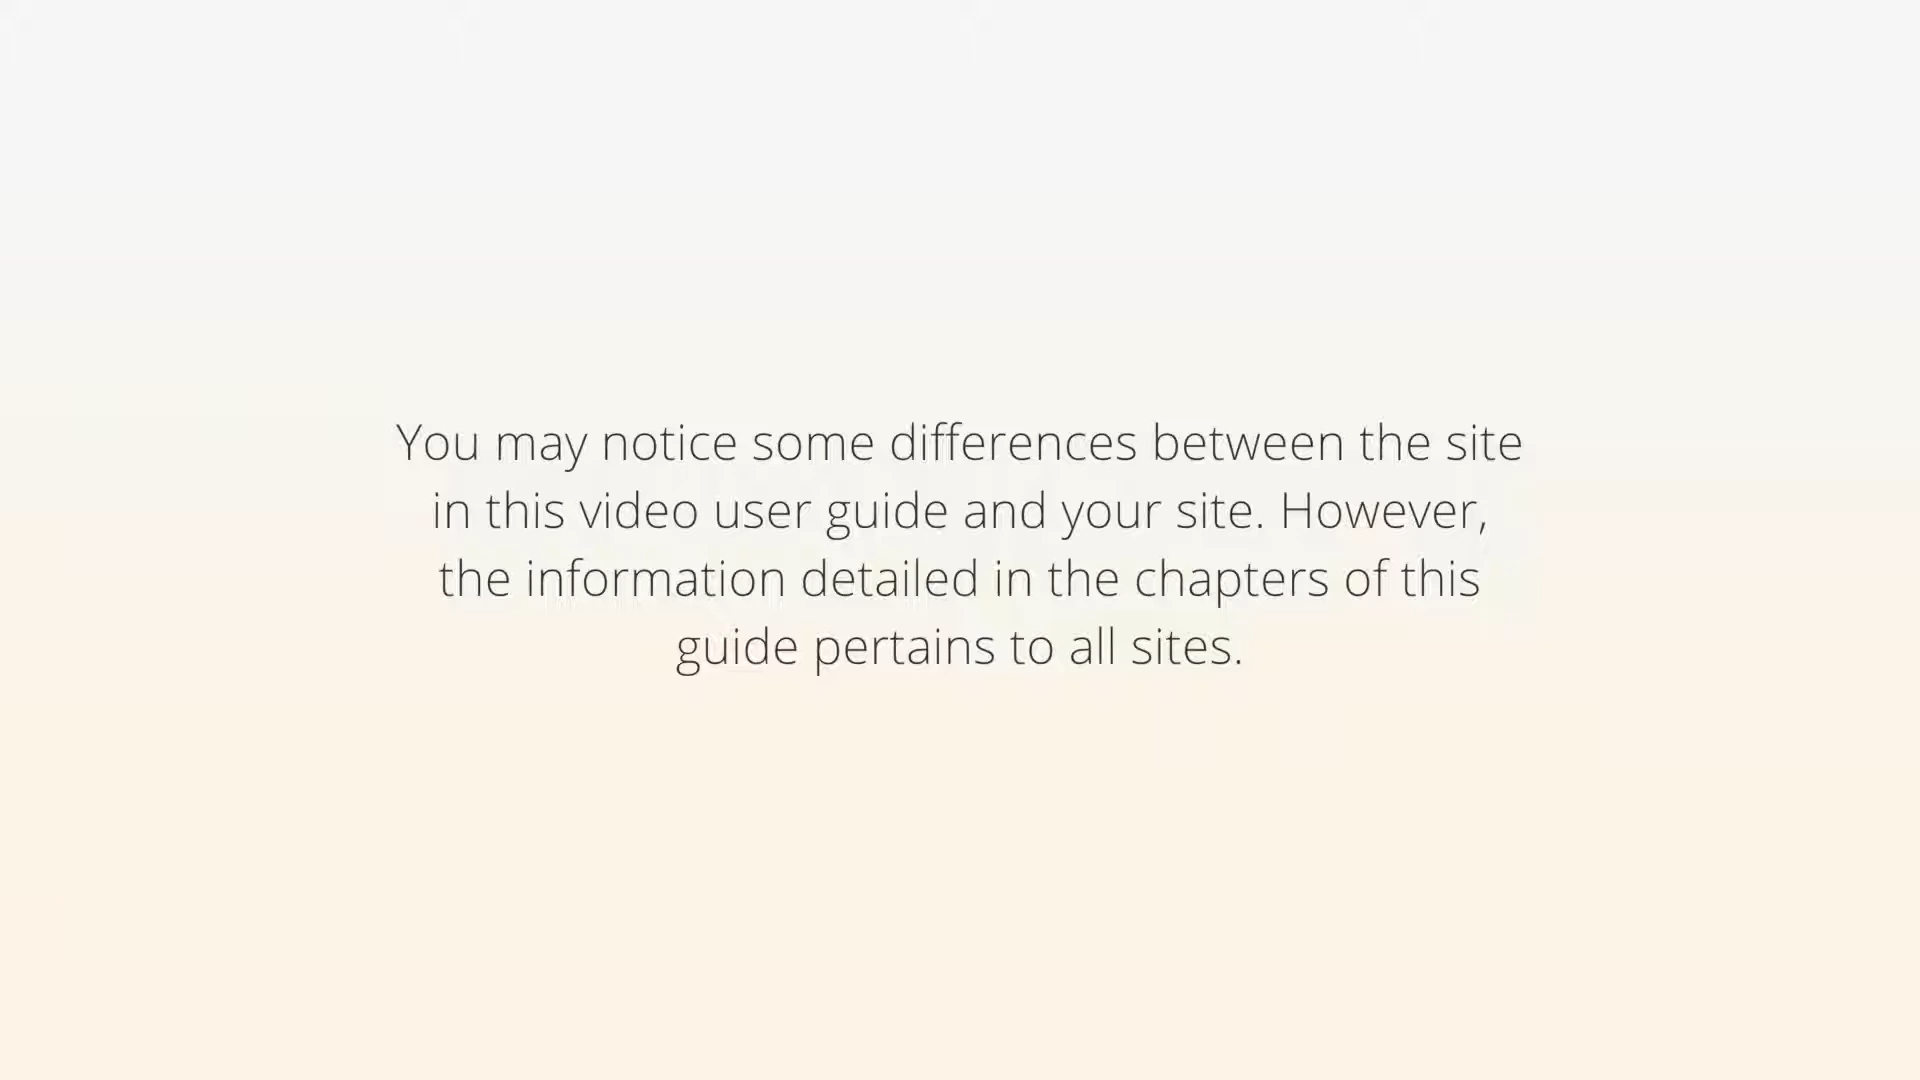 You may notice some differences between the site
in this video user guide and your site. However,
the information detailed in the chapters of this
guide pertains to all sites.